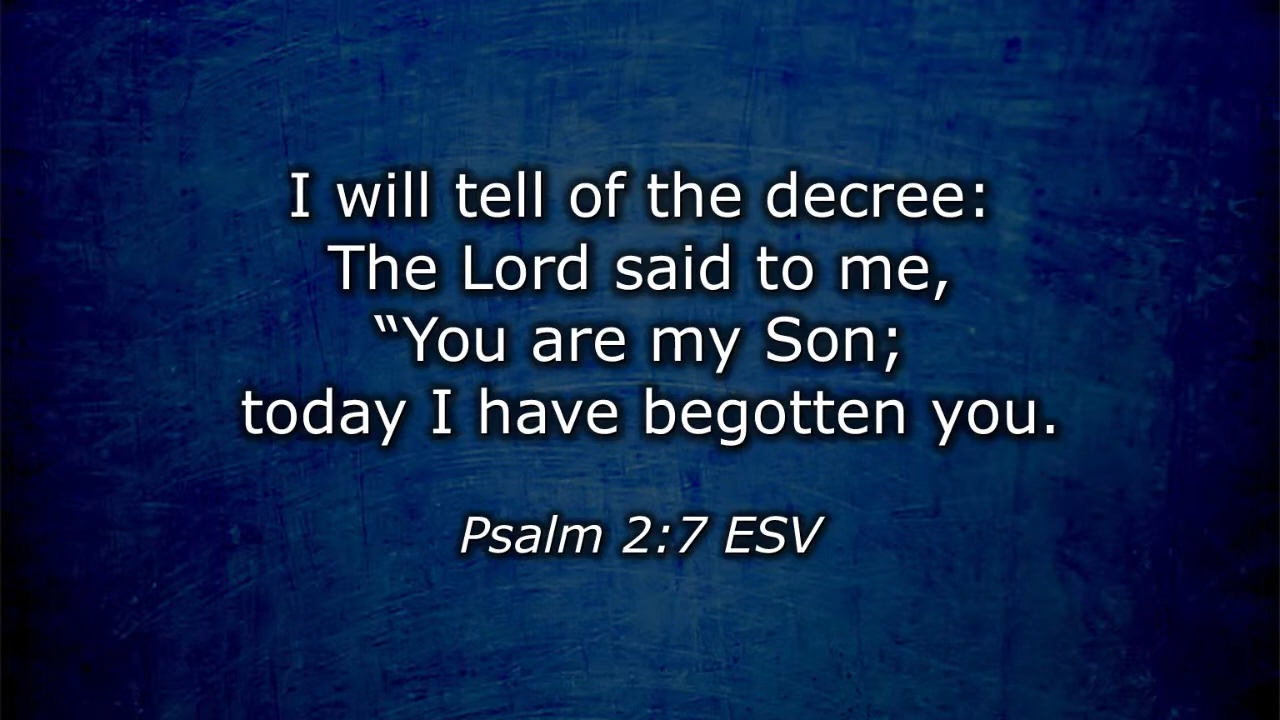 I will tell of the decree:
The Lord said to me,
“You are my Son;
today I have begotten you.
Psalm 2:7 ESV